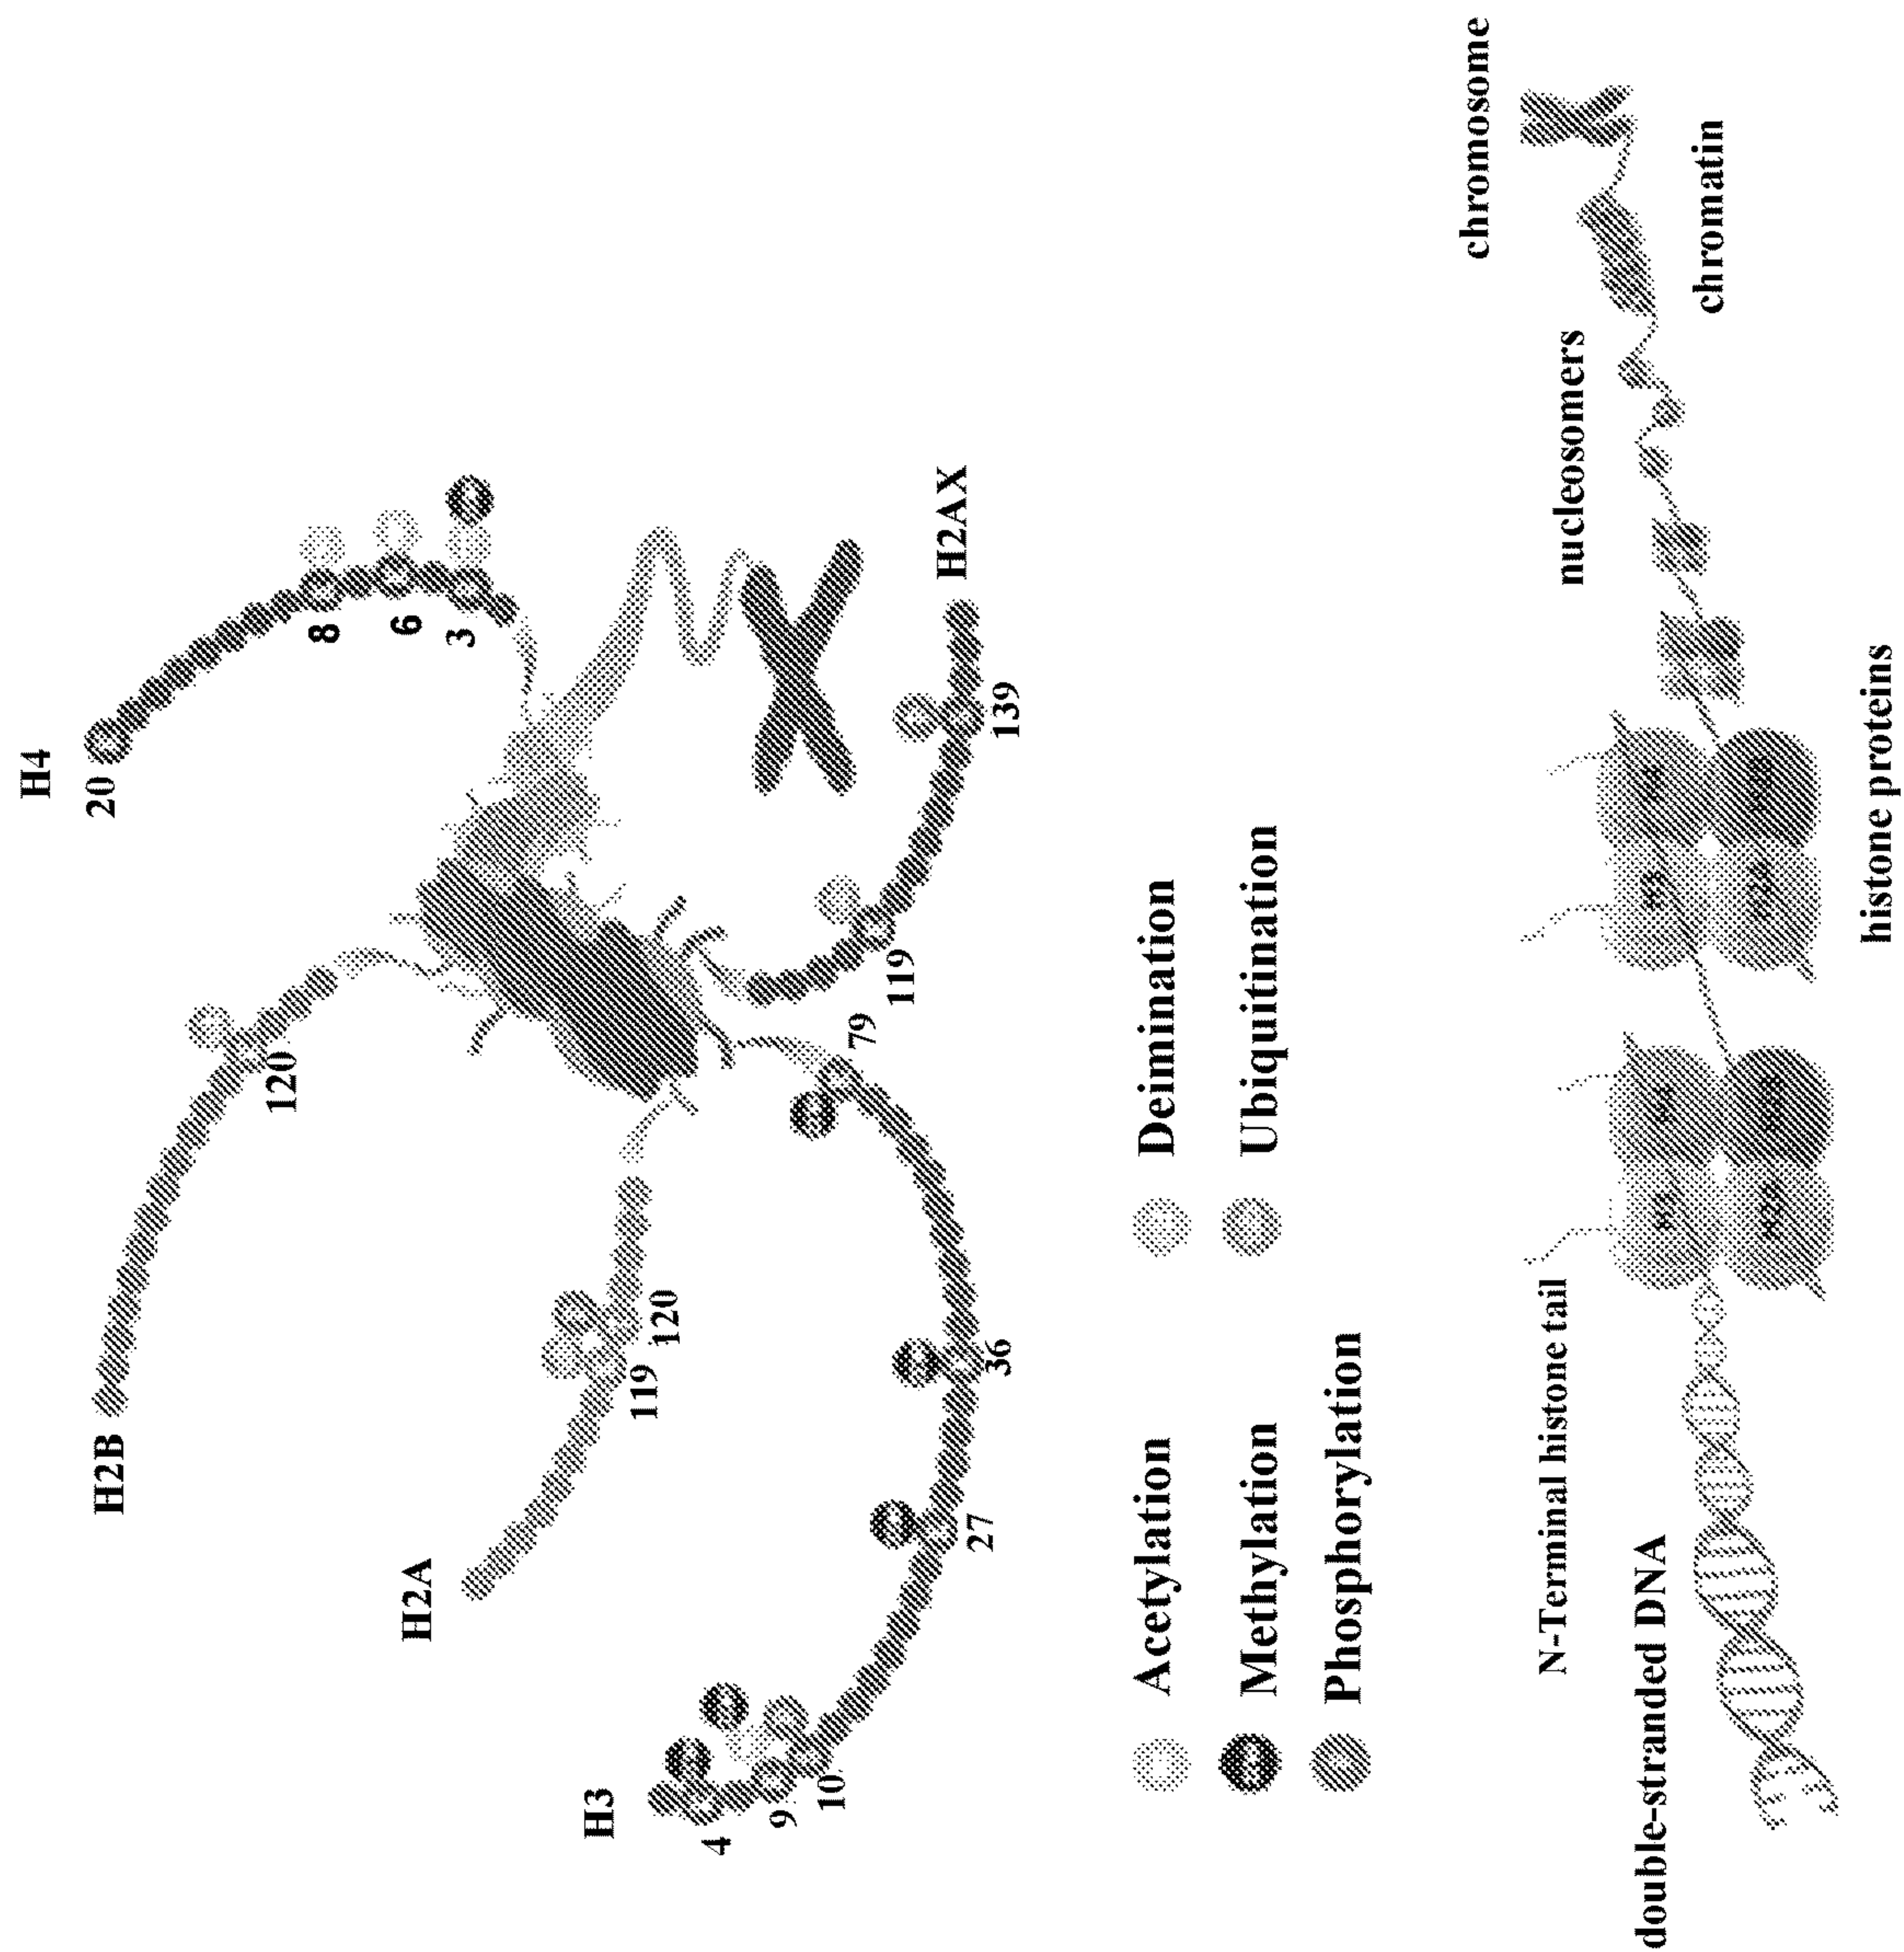 H4
20
8
6
3
H2B
120
H2A
119
120
H3
4
9
10
27
36
79
119
139
H2AX
Acetylation
Deimination
Methylation
Ubiquitination
Phosphorylation
N-Terminal histone tail
double-stranded DNA
nucleosomers
chromosome
chromatin
histone proteins